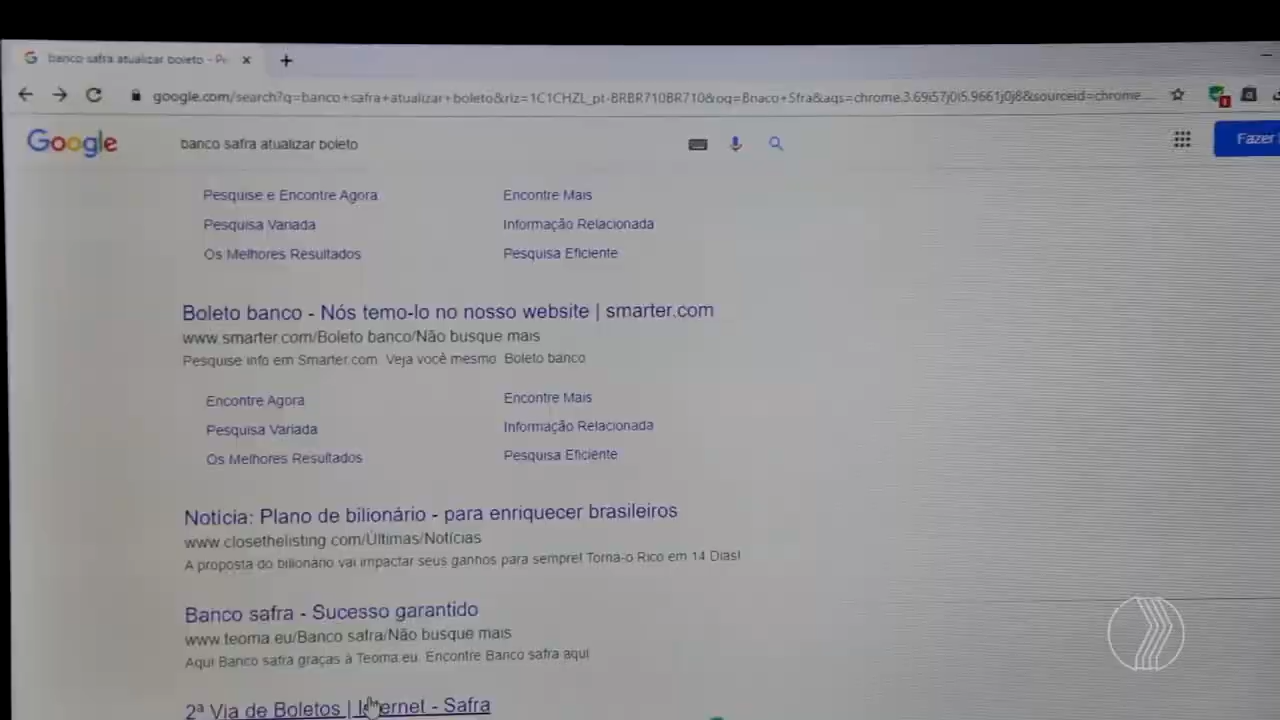 banco safra atualizar boleto - Pe
google.com/search?q=banco+safra+atualizar+boleto&rlz=1C1CHZL_pt-BRBR710BR710&oq=Bnaco+Sfra&aqs=chrome.3.69i57j0i5.9661j0j8&sourceid=chrome...
Google
banco safra atualizar boleto
Fazer
Pesquise e Encontre Agora
Encontre Mais
Pesquisa Variada
Informação Relacionada
Os Melhores Resultados
Pesquisa Eficiente
Boleto banco - Nós temo-lo no nosso website | smarter.com
www.smarter.com/Boleto banco/Não busque mais
Pesquise info em Smarter.com. Veja você mesmo. Boleto banco
Encontre Agora
Encontre Mais
Pesquisa Variada
Informação Relacionada
Os Melhores Resultados
Pesquisa Eficiente
Notícia: Plano de bilionário - para enriquecer brasileiros
www.closethelisting.com/Últimas/Notícias
A proposta do bilionário vai impactar seus ganhos para sempre! Torna-o Rico em 14 Dias!
Banco safra - Sucesso garantido
www.teoma.eu/Banco safra/Não busque mais
Aqui Banco safra graças à Teoma.eu. Encontre Banco safra aqui
2ª Via de Boletos | Internet - Safra